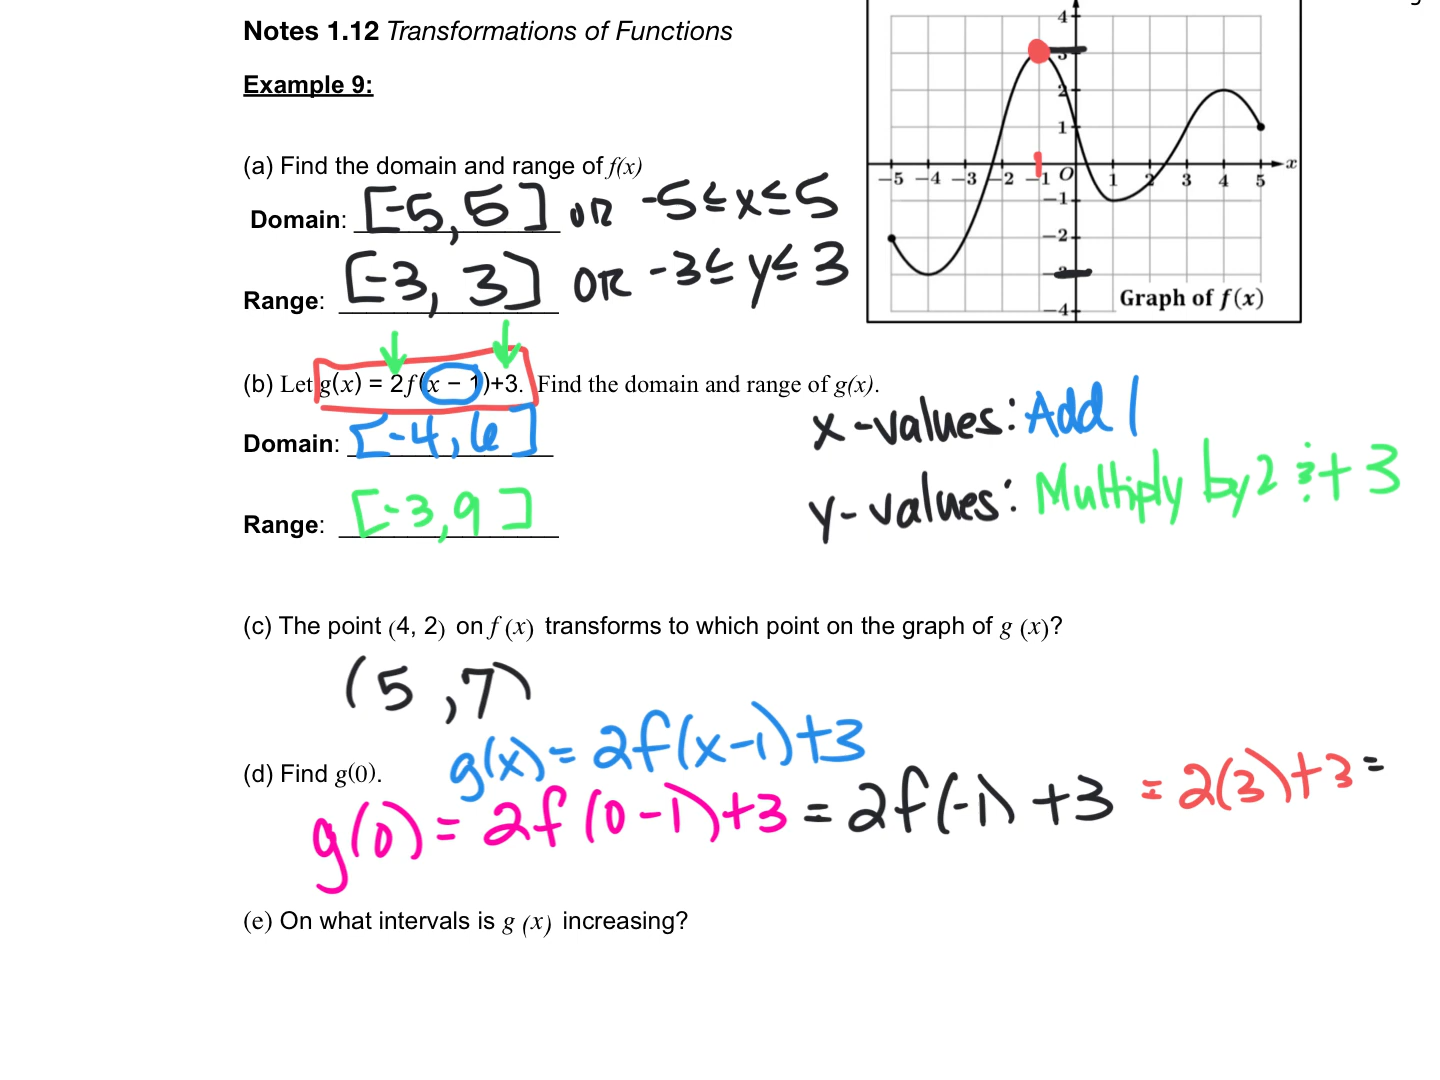 Notes 1.12 Transformations of Functions
Example 9:
(a) Find the domain and range of f(x)
Domain: [-5, 5] OR -5 ≤ x ≤ 5
Range: [-3, 3] OR -3 ≤ y ≤ 3
4
3
2
1
−5 −4 −3 −2 −1 O 1 2 3 4 5 x
−1
−2
−4
Graph of f(x)
(b) Let g(x) = 2f(x − 1)+3. Find the domain and range of g(x).
Domain: [-4, 6]
Range: [-3, 9]
x-values: Add 1
y-values: Multiply by 2 ; + 3
(c) The point (4, 2) on f (x) transforms to which point on the graph of g (x)?
(5, 7)
g(x) = 2f(x-1)+3
(d) Find g(0).
g(0) = 2f(0-1)+3 = 2f(-1)+3 = 2(3)+3 =
(e) On what intervals is g (x) increasing?